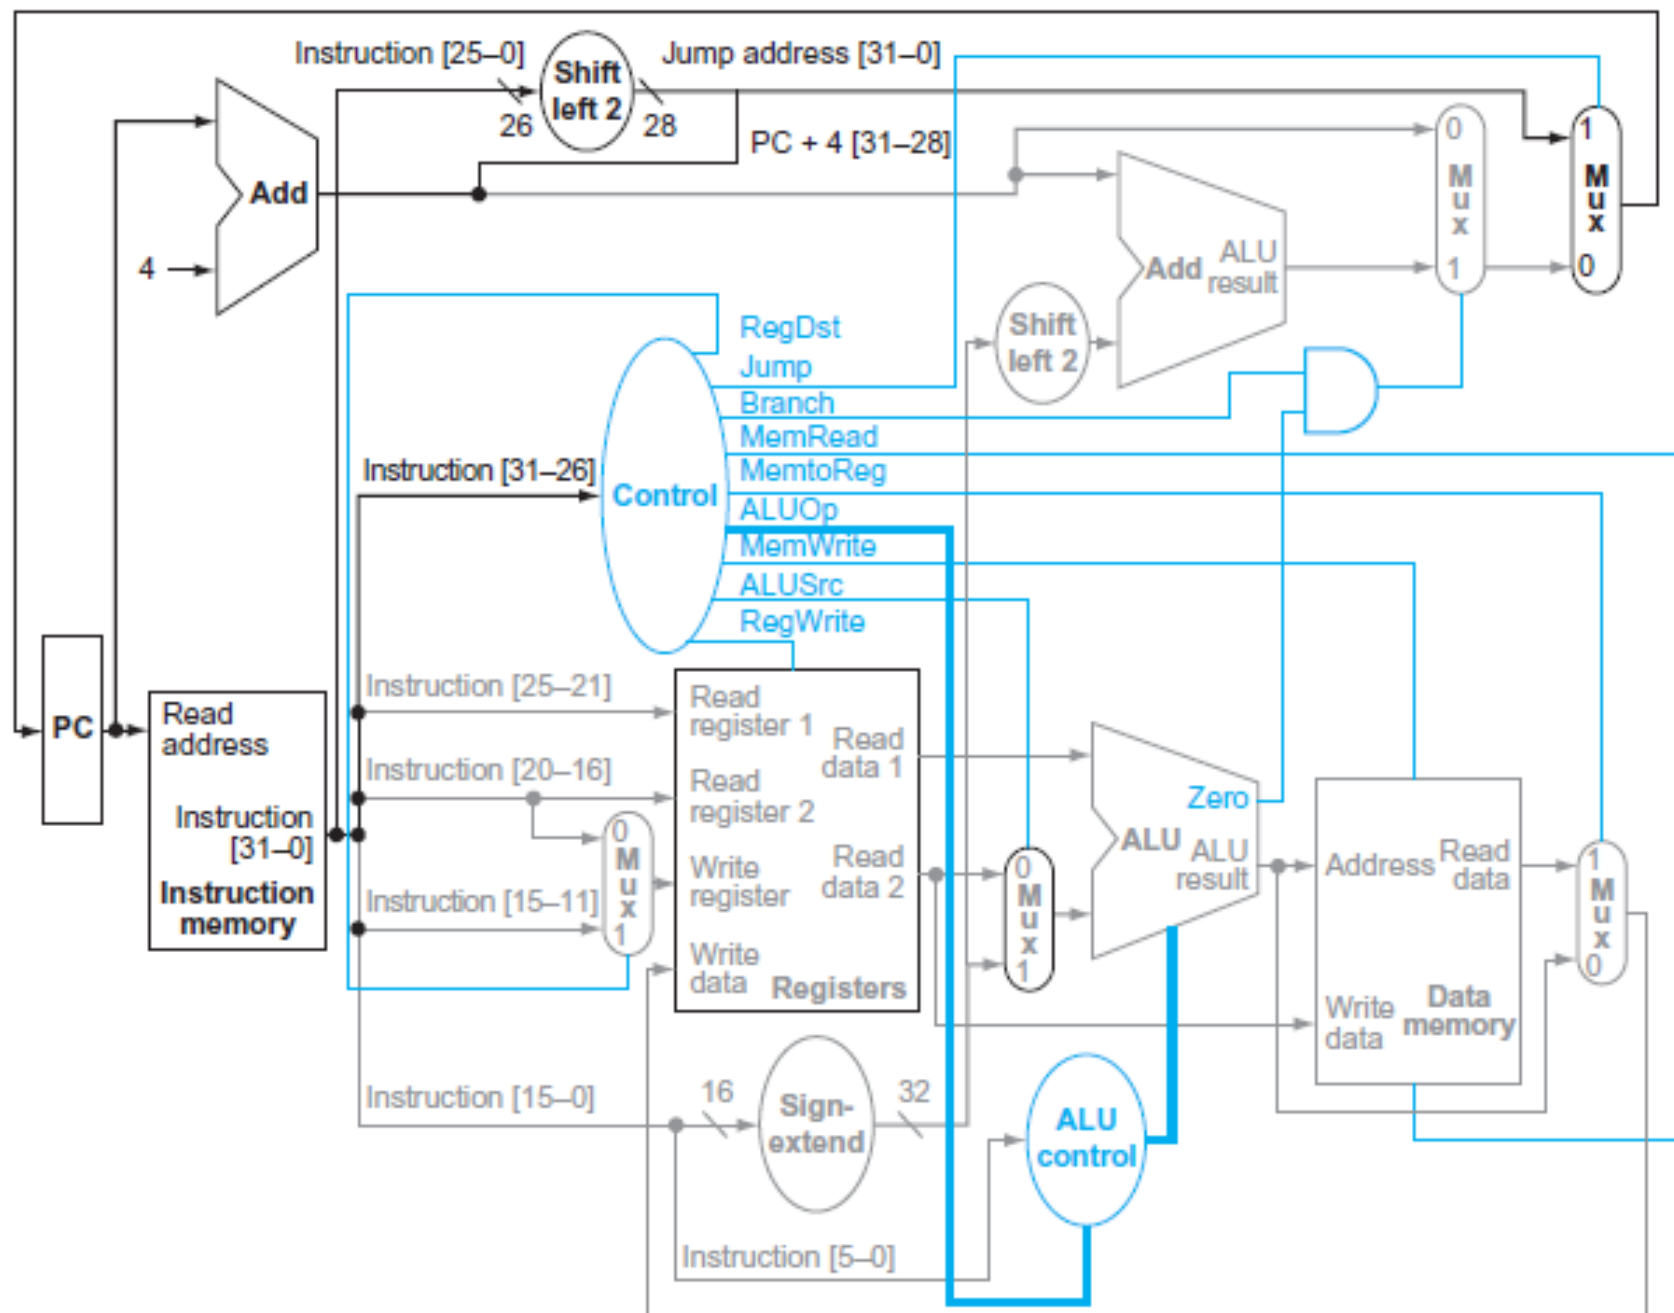 Instruction [25–0]
Shift
left 2
Jump address [31–0]
26
28
PC + 4 [31–28]
Add
4
0
M
u
x
1
1
M
u
x
0
Add
ALU
result
Shift
left 2
RegDst
Jump
Branch
MemRead
MemtoReg
ALUOp
MemWrite
ALUSrc
RegWrite
Instruction [31–26]
Control
PC
Read
address
Instruction
[31–0]
Instruction
memory
Instruction [25–21]
Instruction [20–16]
Instruction [15–11]
0
M
u
x
1
Read
register 1
Read
register 2
Write
register
Write
data
Read
data 1
Read
data 2
Registers
0
M
u
x
1
Zero
ALU
ALU
result
Address
Read
data
Write
data
Data
memory
1
M
u
x
0
Instruction [15–0]
16
Sign-
extend
32
ALU
control
Instruction [5–0]